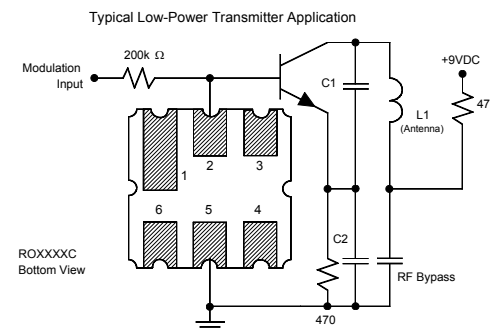 Typical Low-Power Transmitter Application
200k Ω
Modulation
Input
C1
+9VDC
47
L1
(Antenna)
1
2
3
6
5
4
ROXXXXC
Bottom View
C2
RF Bypass
470